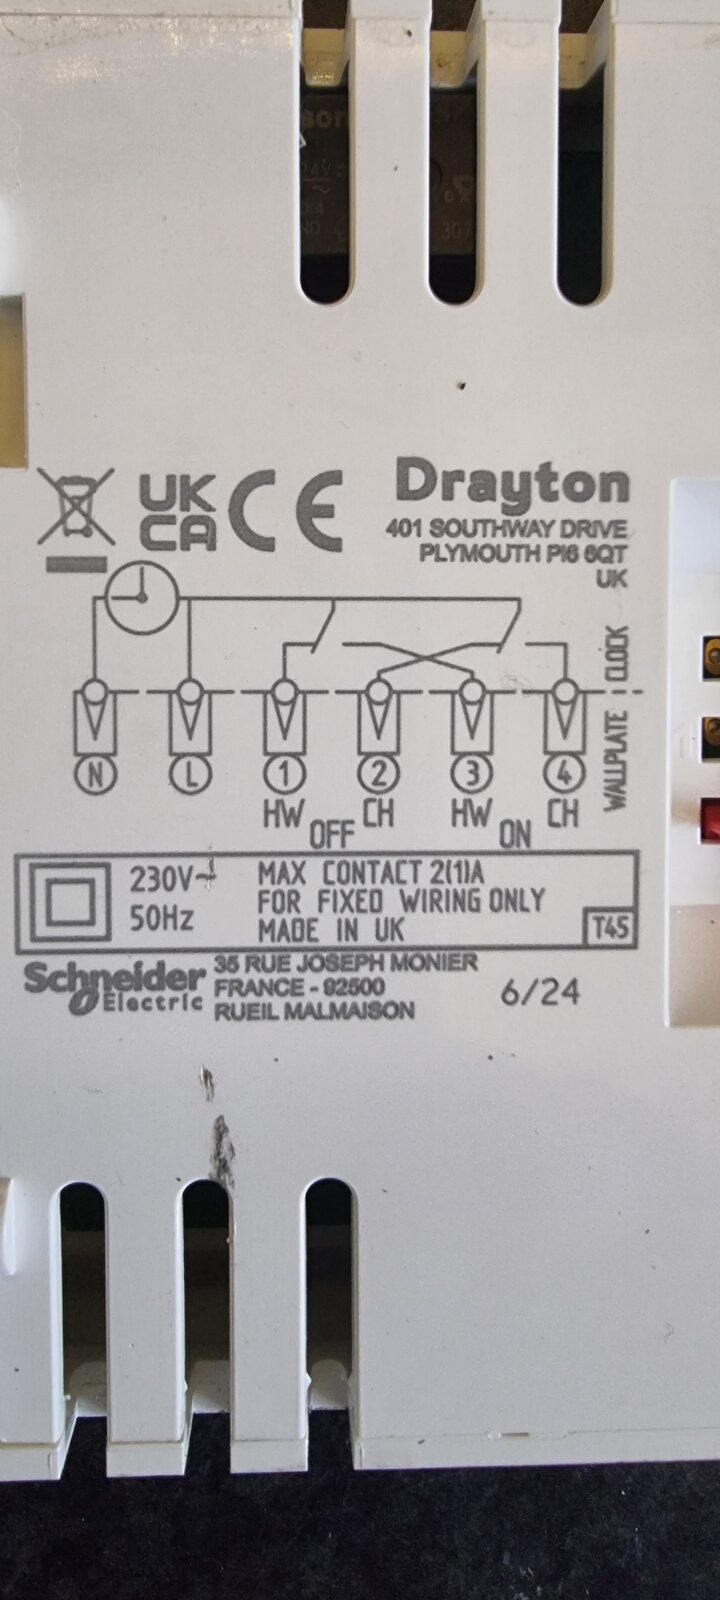 307
UK
CA
CE
Drayton
401 SOUTHWAY DRIVE
PLYMOUTH Pl6 6QT
UK
CLOCK
WALLPLATE
N L 1 2 3 4
HW CH HW CH
OFF ON
230V~
50Hz
MAX CONTACT 2(1)A
FOR FIXED WIRING ONLY
MADE IN UK
T45
Schneider
Electric
35 RUE JOSEPH MONIER
FRANCE - 92500
RUEIL MALMAISON
6/24